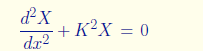 d²X/dx² + K²X = 0